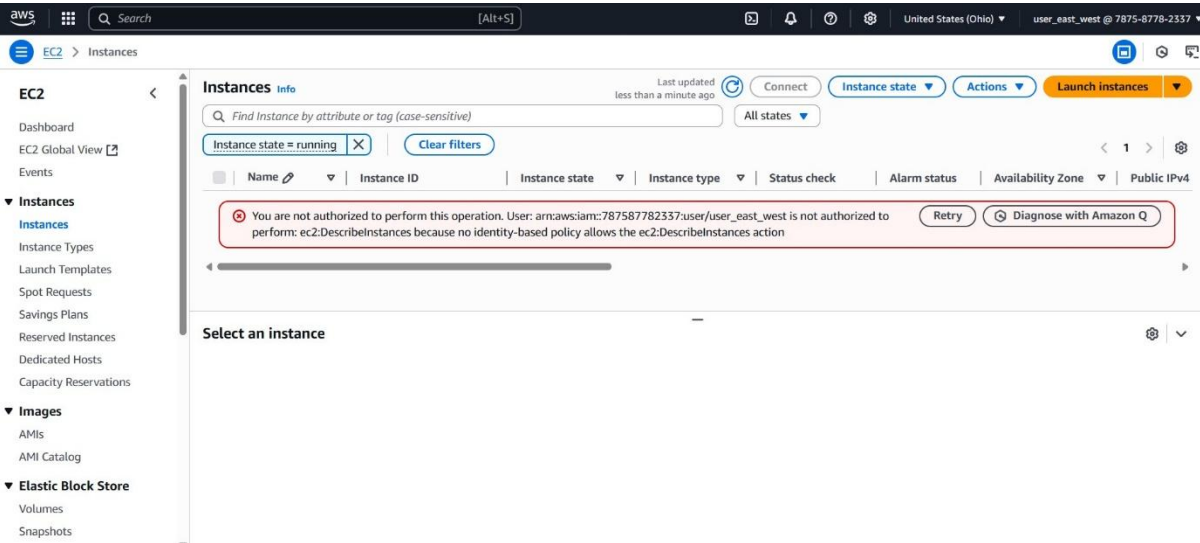 aws Search [Alt+S] United States (Ohio) user_east_west @ 7875-8778-2337
EC2 > Instances
EC2
Dashboard
EC2 Global View
Events
Instances
Instances
Instance Types
Launch Templates
Spot Requests
Savings Plans
Reserved Instances
Dedicated Hosts
Capacity Reservations
Images
AMIs
AMI Catalog
Elastic Block Store
Volumes
Snapshots
Instances Info
Last updated
less than a minute ago
Connect Instance state Actions Launch instances
Find Instance by attribute or tag (case-sensitive) All states
Instance state = running Clear filters 1
Name Instance ID Instance state Instance type Status check Alarm status Availability Zone Public IPv4
You are not authorized to perform this operation. User: arn:aws:iam::787587782337:user/user_east_west is not authorized to
perform: ec2:DescribeInstances because no identity-based policy allows the ec2:DescribeInstances action
Retry Diagnose with Amazon Q
Select an instance